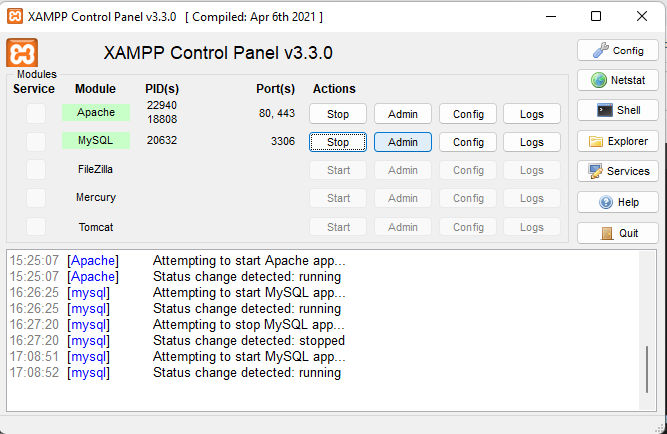 XAMPP Control Panel v3.3.0 [ Compiled: Apr 6th 2021 ]
XAMPP Control Panel v3.3.0
Config
Modules
Service Module PID(s) Port(s) Actions
Netstat
Apache 22940 18808 80, 443 Stop Admin Config Logs
Shell
MySQL 20632 3306 Stop Admin Config Logs
Explorer
FileZilla Start Admin Config Logs
Services
Mercury Start Admin Config Logs
Help
Tomcat Start Admin Config Logs
Quit
15:25:07 [Apache] Attempting to start Apache app...
15:25:07 [Apache] Status change detected: running
16:26:25 [mysql] Attempting to start MySQL app...
16:26:25 [mysql] Status change detected: running
16:27:20 [mysql] Attempting to stop MySQL app...
16:27:20 [mysql] Status change detected: stopped
17:08:51 [mysql] Attempting to start MySQL app...
17:08:52 [mysql] Status change detected: running